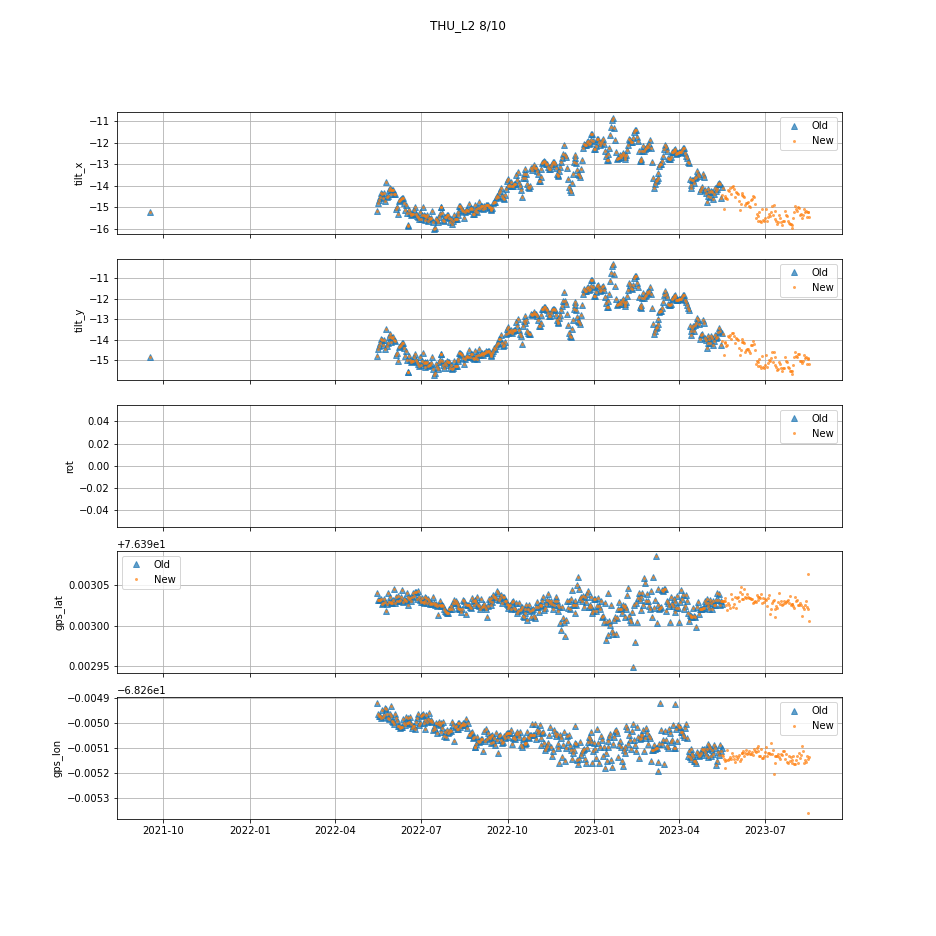 THU_L2 8/10
−11
−12
−13
−14
−15
−16
tilt_x
Old
New
−11
−12
−13
−14
−15
tilt_y
Old
New
0.04
0.02
0.00
−0.02
−0.04
rot
Old
New
+7.639e1
0.00305
0.00300
0.00295
gps_lat
Old
New
−6.826e1
−0.0049
−0.0050
−0.0051
−0.0052
−0.0053
gps_lon
Old
New
2021-10 2022-01 2022-04 2022-07 2022-10 2023-01 2023-04 2023-07